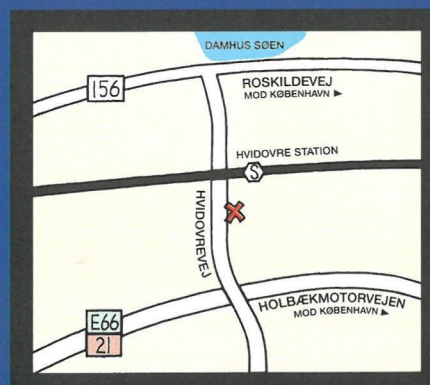 DAMHUS SØEN
156
ROSKILDEVEJ
MOD KØBENHAVN ▶
HVIDOVRE STATION
S
HVIDOVREVEJ
HOLBÆKMOTORVEJEN
MOD KØBENHAVN ▶
E66
21